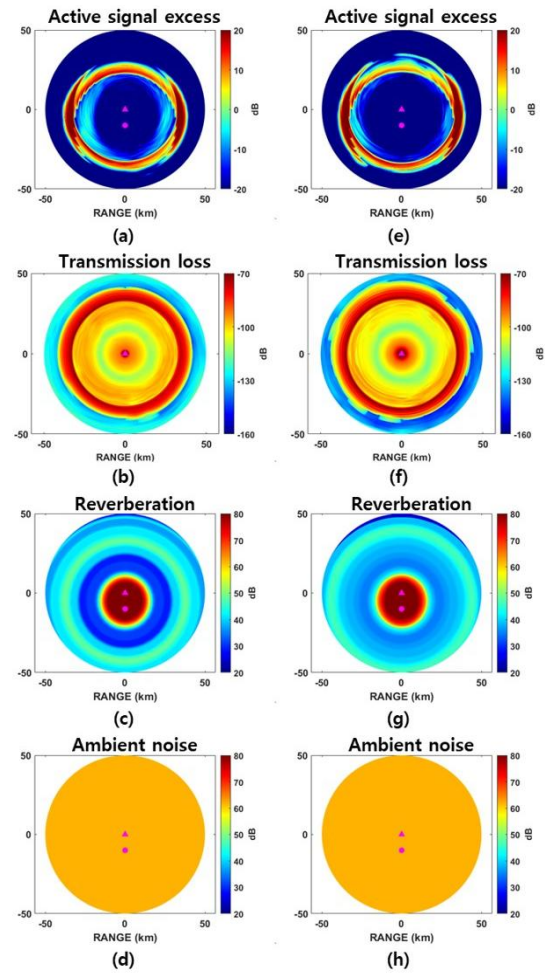 Active signal excess
50
0
-50
-50
0
50
RANGE (km)
20
10
0
10
20
dB
(a)
Active signal excess
50
0
-50
-50
0
50
RANGE (km)
20
10
0
-10
-20
dB
(e)
Transmission loss
50
0
-50
-50
0
50
RANGE (km)
-70
-100
-130
-160
dB
(b)
Transmission loss
50
0
-50
-50
0
50
RANGE (km)
-70
-100
-130
-160
dB
(f)
Reverberation
50
0
-50
-50
0
50
RANGE (km)
80
70
60
50
40
30
20
dB
(c)
Reverberation
50
0
-50
-50
0
50
RANGE (km)
80
70
60
50
40
30
20
dB
(g)
Ambient noise
50
0
-50
-50
0
50
RANGE (km)
80
70
60
50
40
30
20
dB
(d)
Ambient noise
50
0
-50
-50
0
50
RANGE (km)
80
70
60
50
40
30
20
dB
(h)